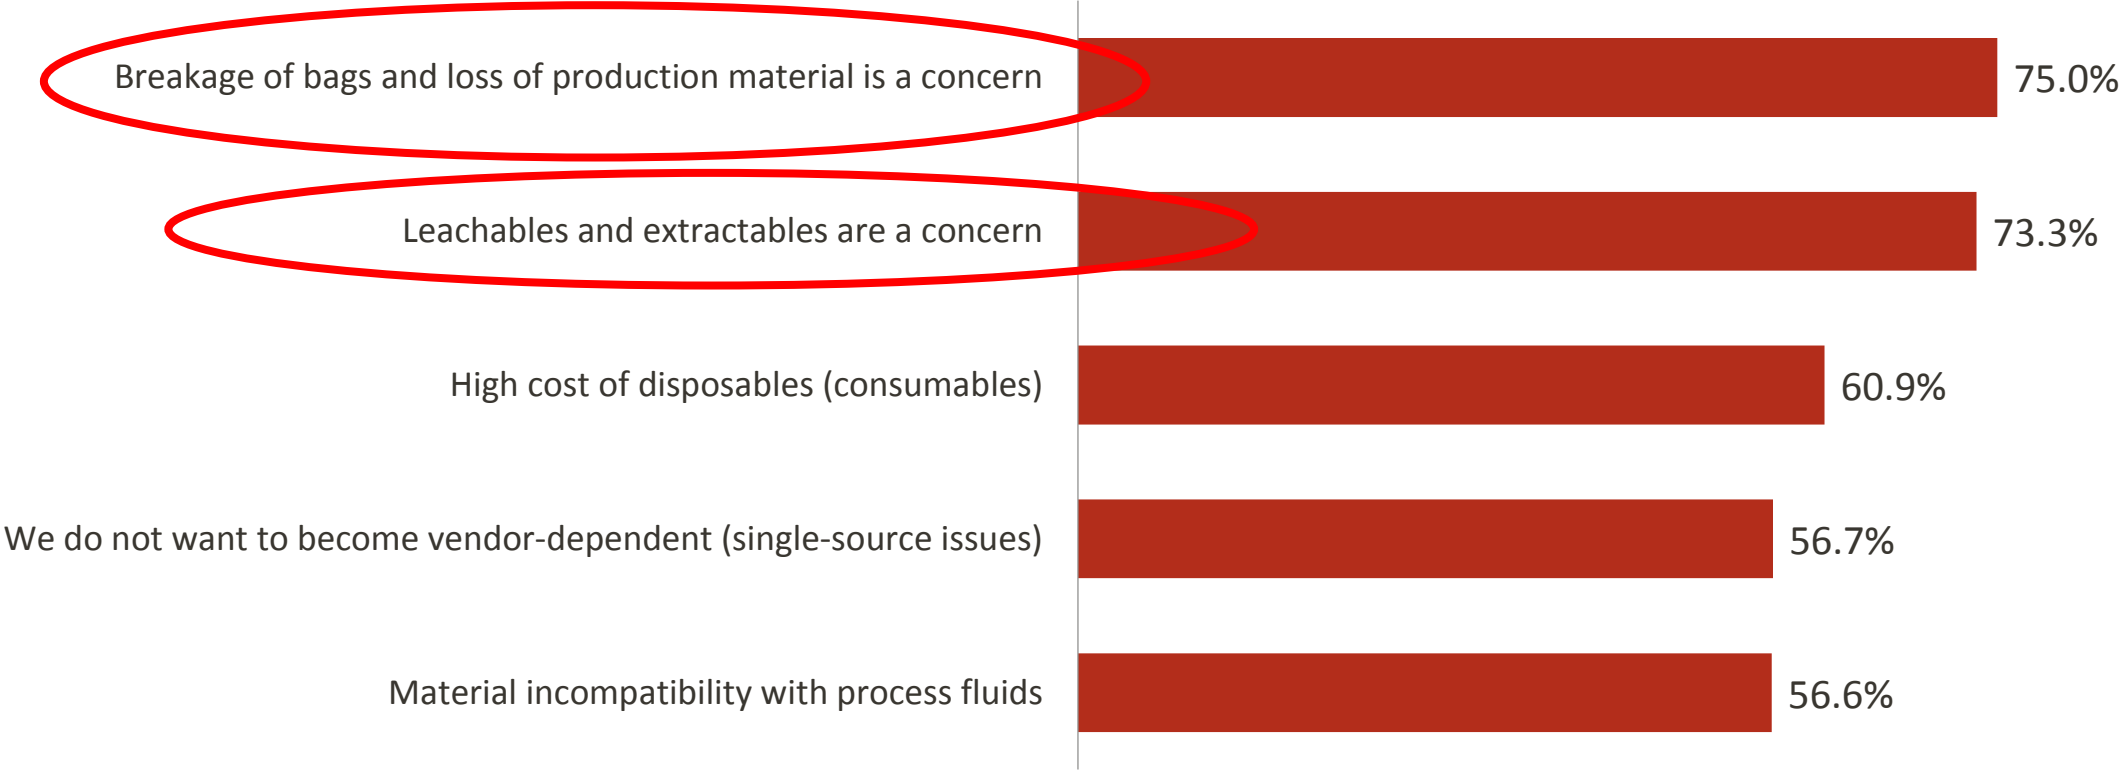 Breakage of bags and loss of production material is a concern 75.0%
Leachables and extractables are a concern 73.3%
High cost of disposables (consumables) 60.9%
We do not want to become vendor-dependent (single-source issues) 56.7%
Material incompatibility with process fluids 56.6%